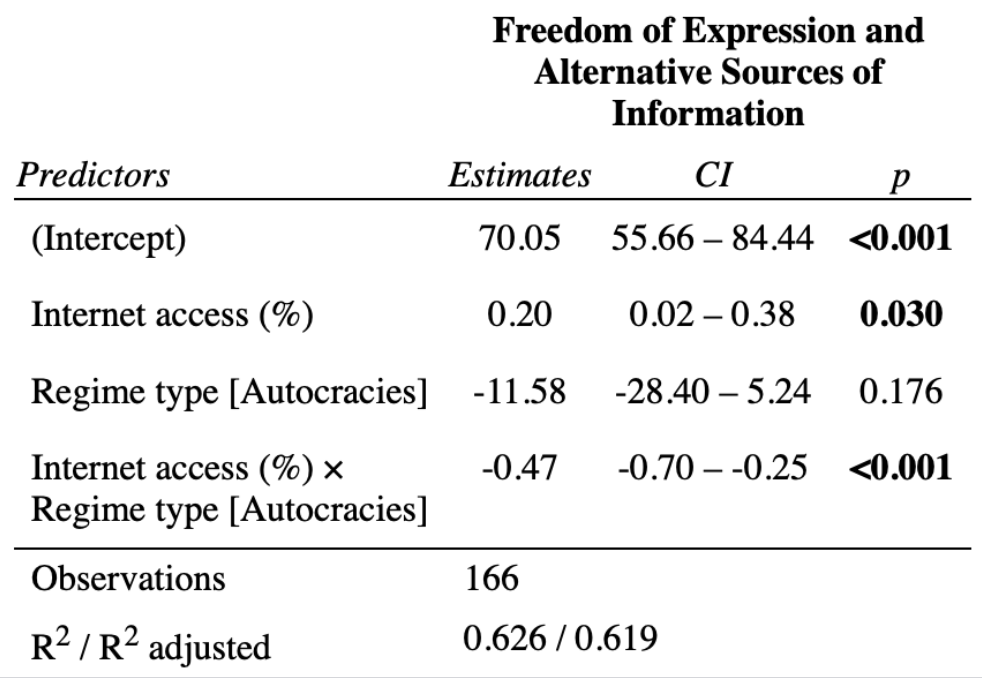 Freedom of Expression and
Alternative Sources of
Information
Predictors Estimates CI p
(Intercept) 70.05 55.66 – 84.44 <0.001
Internet access (%) 0.20 0.02 – 0.38 0.030
Regime type [Autocracies] -11.58 -28.40 – 5.24 0.176
Internet access (%) × -0.47 -0.70 – -0.25 <0.001
Regime type [Autocracies]
Observations 166
R² / R² adjusted 0.626 / 0.619